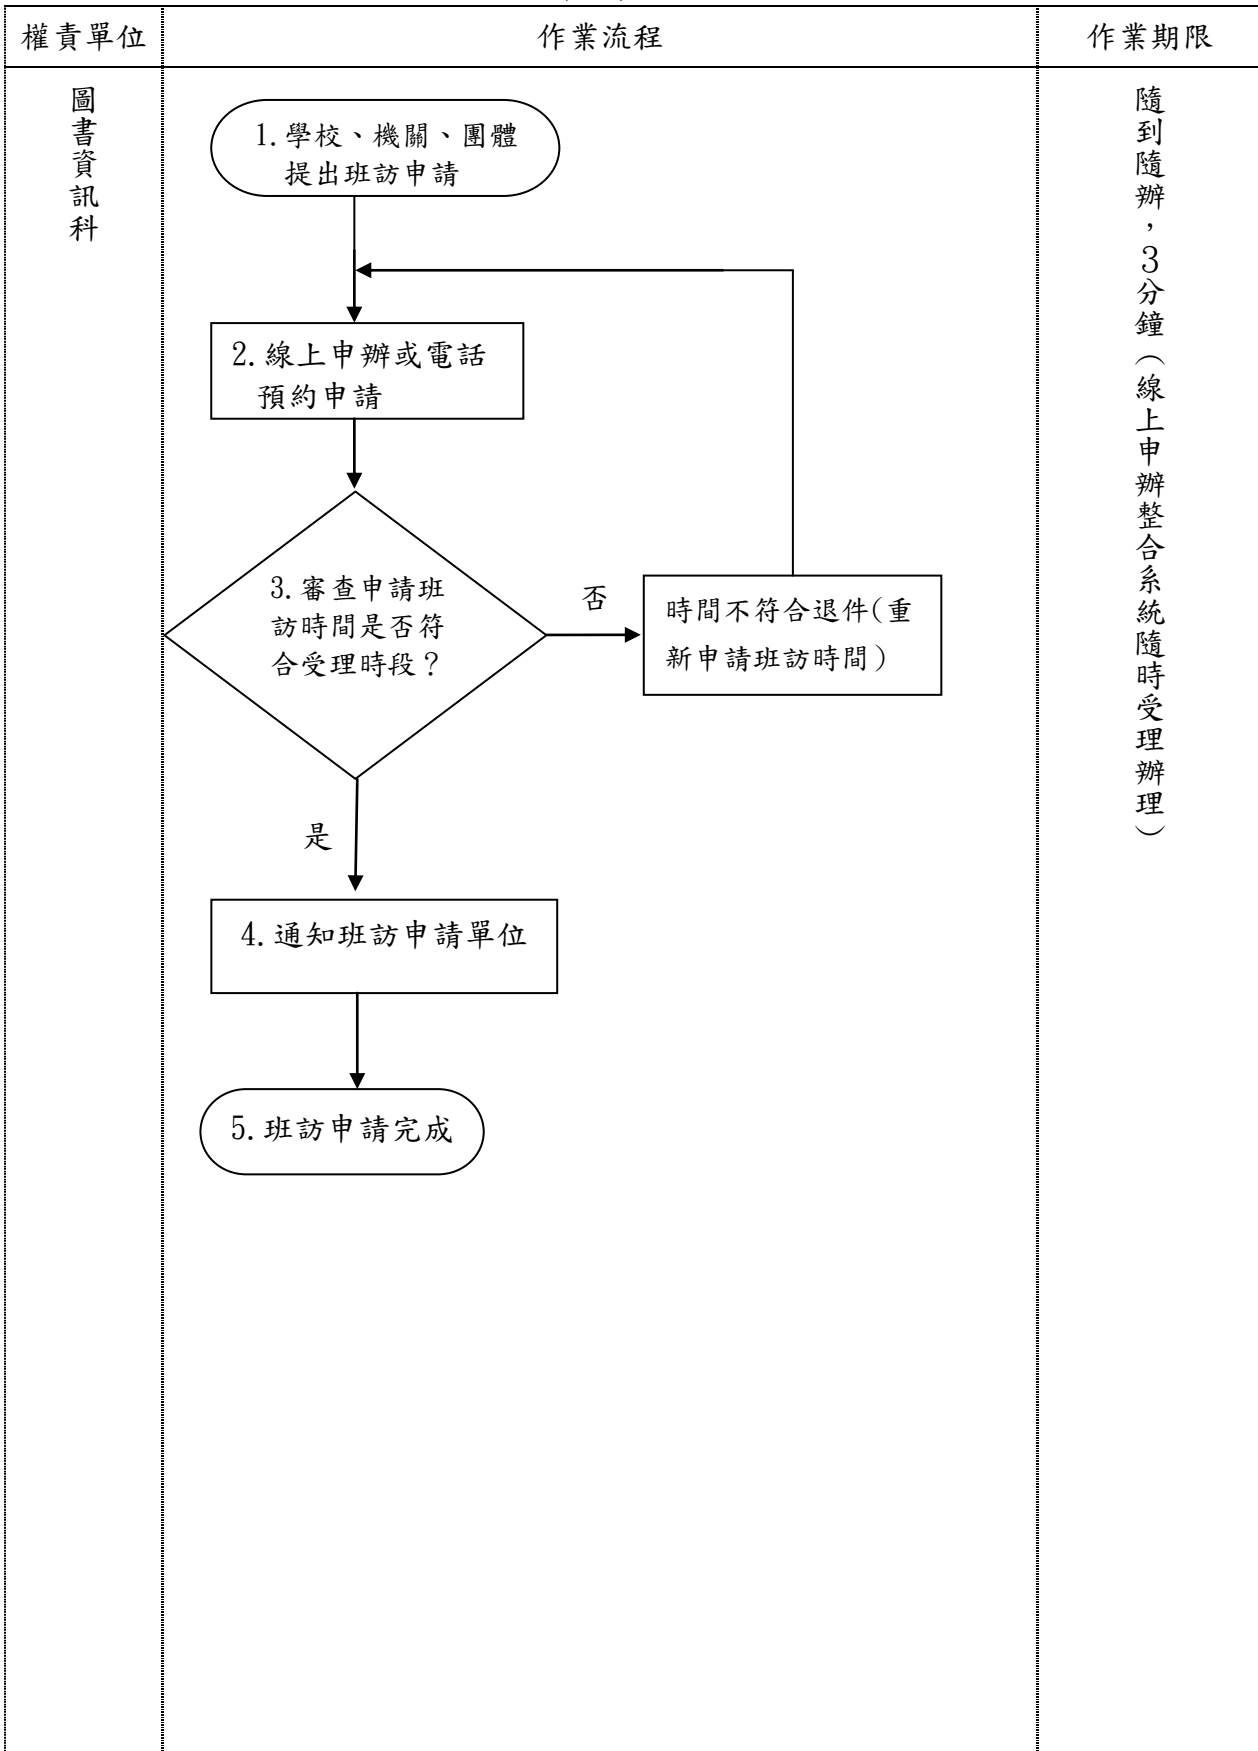 權責單位
作業流程
作業期限
圖書資訊科
1.學校、機關、團體
提出班訪申請
2.線上申辦或電話
預約申請
3.審查申請班
訪時間是否符
合受理時段？
否
時間不符合退件(重
新申請班訪時間)
是
4.通知班訪申請單位
5.班訪申請完成
隨到隨辦，3分鐘（線上申辦整合系統隨時受理辦理）